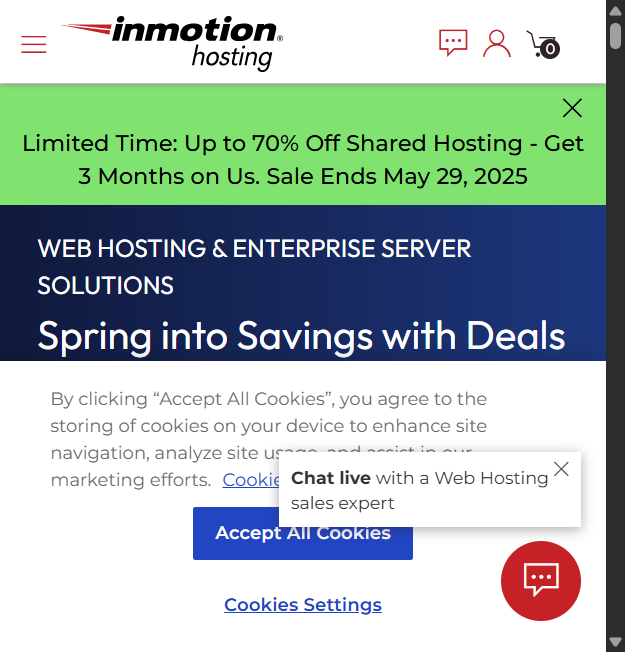 inmotion®
hosting
0
Limited Time: Up to 70% Off Shared Hosting - Get
3 Months on Us. Sale Ends May 29, 2025
WEB HOSTING & ENTERPRISE SERVER
SOLUTIONS
Spring into Savings with Deals
By clicking “Accept All Cookies”, you agree to the
storing of cookies on your device to enhance site
navigation, analyze site usage, and assist in our
marketing efforts. Cookie
Chat live with a Web Hosting
sales expert
Accept All Cookies
Cookies Settings